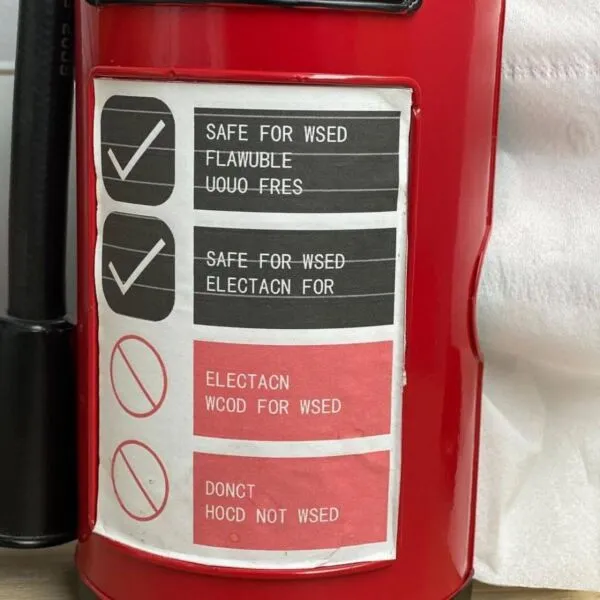 SAFE FOR WSED
FLAWUBLE
UOUO FRES
SAFE FOR WSED
ELECTACN FOR
ELECTACN
WCOD FOR WSED
DONCT
HOCD NOT WSED